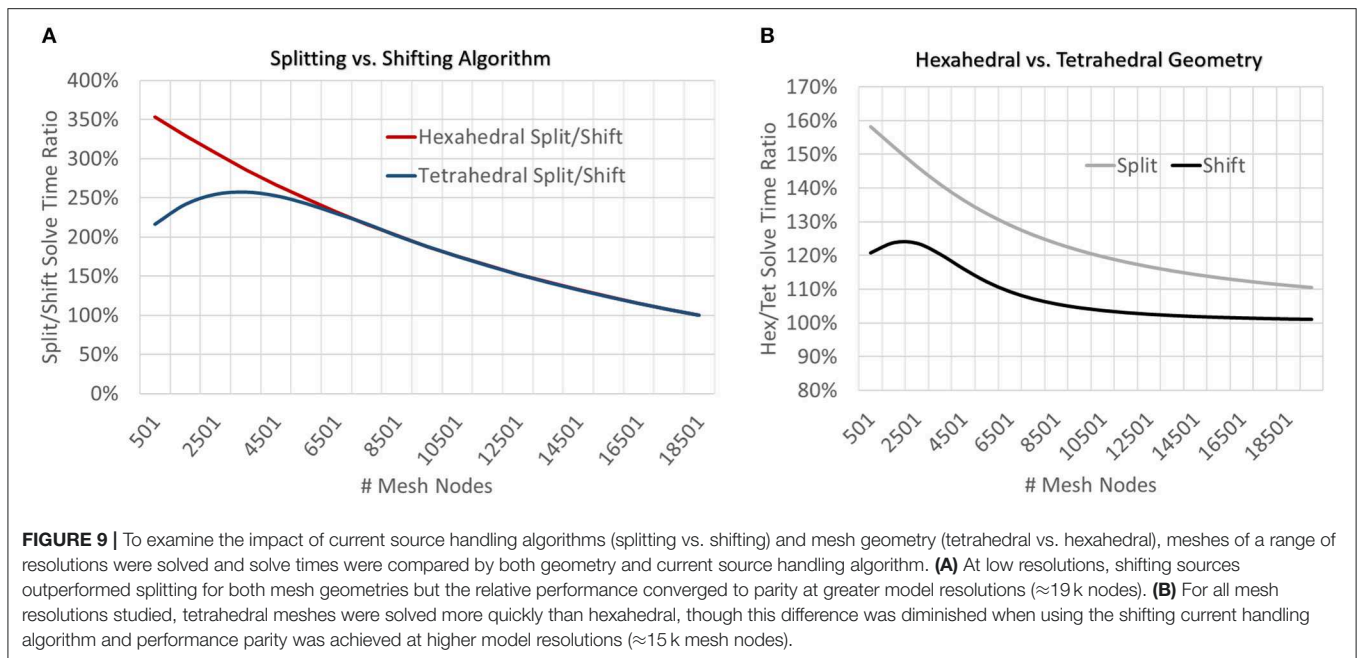 A
Splitting vs. Shifting Algorithm
400%
350%
300%
250%
200%
150%
100%
50%
0%
Split/Shift Solve Time Ratio
Hexahedral Split/Shift
Tetrahedral Split/Shift
501
2501
4501
6501
8501
10501
12501
14501
16501
18501
# Mesh Nodes
B
Hexahedral vs. Tetrahedral Geometry
170%
160%
150%
140%
130%
120%
110%
100%
90%
80%
Hex/Tet Solve Time Ratio
Split
Shift
501
2501
4501
6501
8501
10501
12501
14501
16501
18501
# Mesh Nodes
FIGURE 9 | To examine the impact of current source handling algorithms (splitting vs. shifting) and mesh geometry (tetrahedral vs. hexahedral), meshes of a range of
resolutions were solved and solve times were compared by both geometry and current source handling algorithm. (A) At low resolutions, shifting sources
outperformed splitting for both mesh geometries but the relative performance converged to parity at greater model resolutions (≈19 k nodes). (B) For all mesh
resolutions studied, tetrahedral meshes were solved more quickly than hexahedral, though this difference was diminished when using the shifting current handling
algorithm and performance parity was achieved at higher model resolutions (≈15 k mesh nodes).